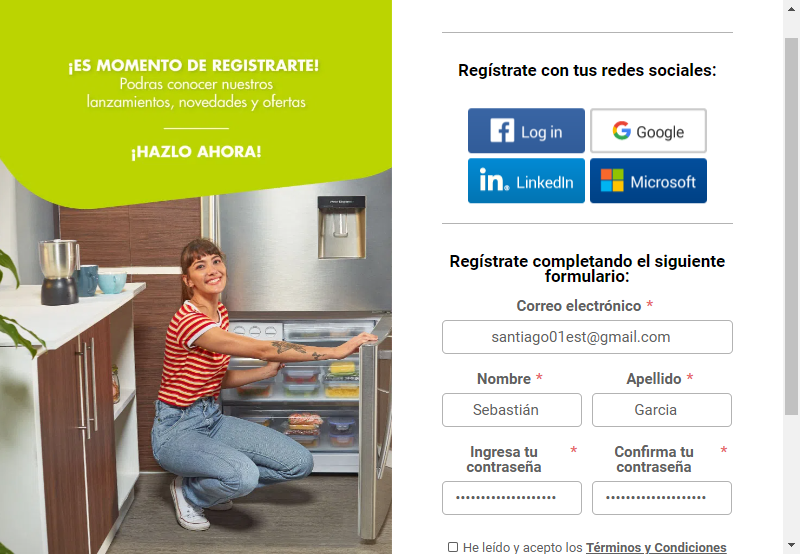 ¡ES MOMENTO DE REGISTRARTE!
Podras conocer nuestros
lanzamientos, novedades y ofertas
¡HAZLO AHORA!
Regístrate con tus redes sociales:
Log in
Google
LinkedIn
Microsoft
Regístrate completando el siguiente
formulario:
Correo electrónico *
santiago01est@gmail.com
Nombre *
Apellido *
Sebastián
Garcia
Ingresa tu *
contraseña
Confirma tu *
contraseña
••••••••••••••••••••
••••••••••••••••••••
He leído y acepto los Términos y Condiciones